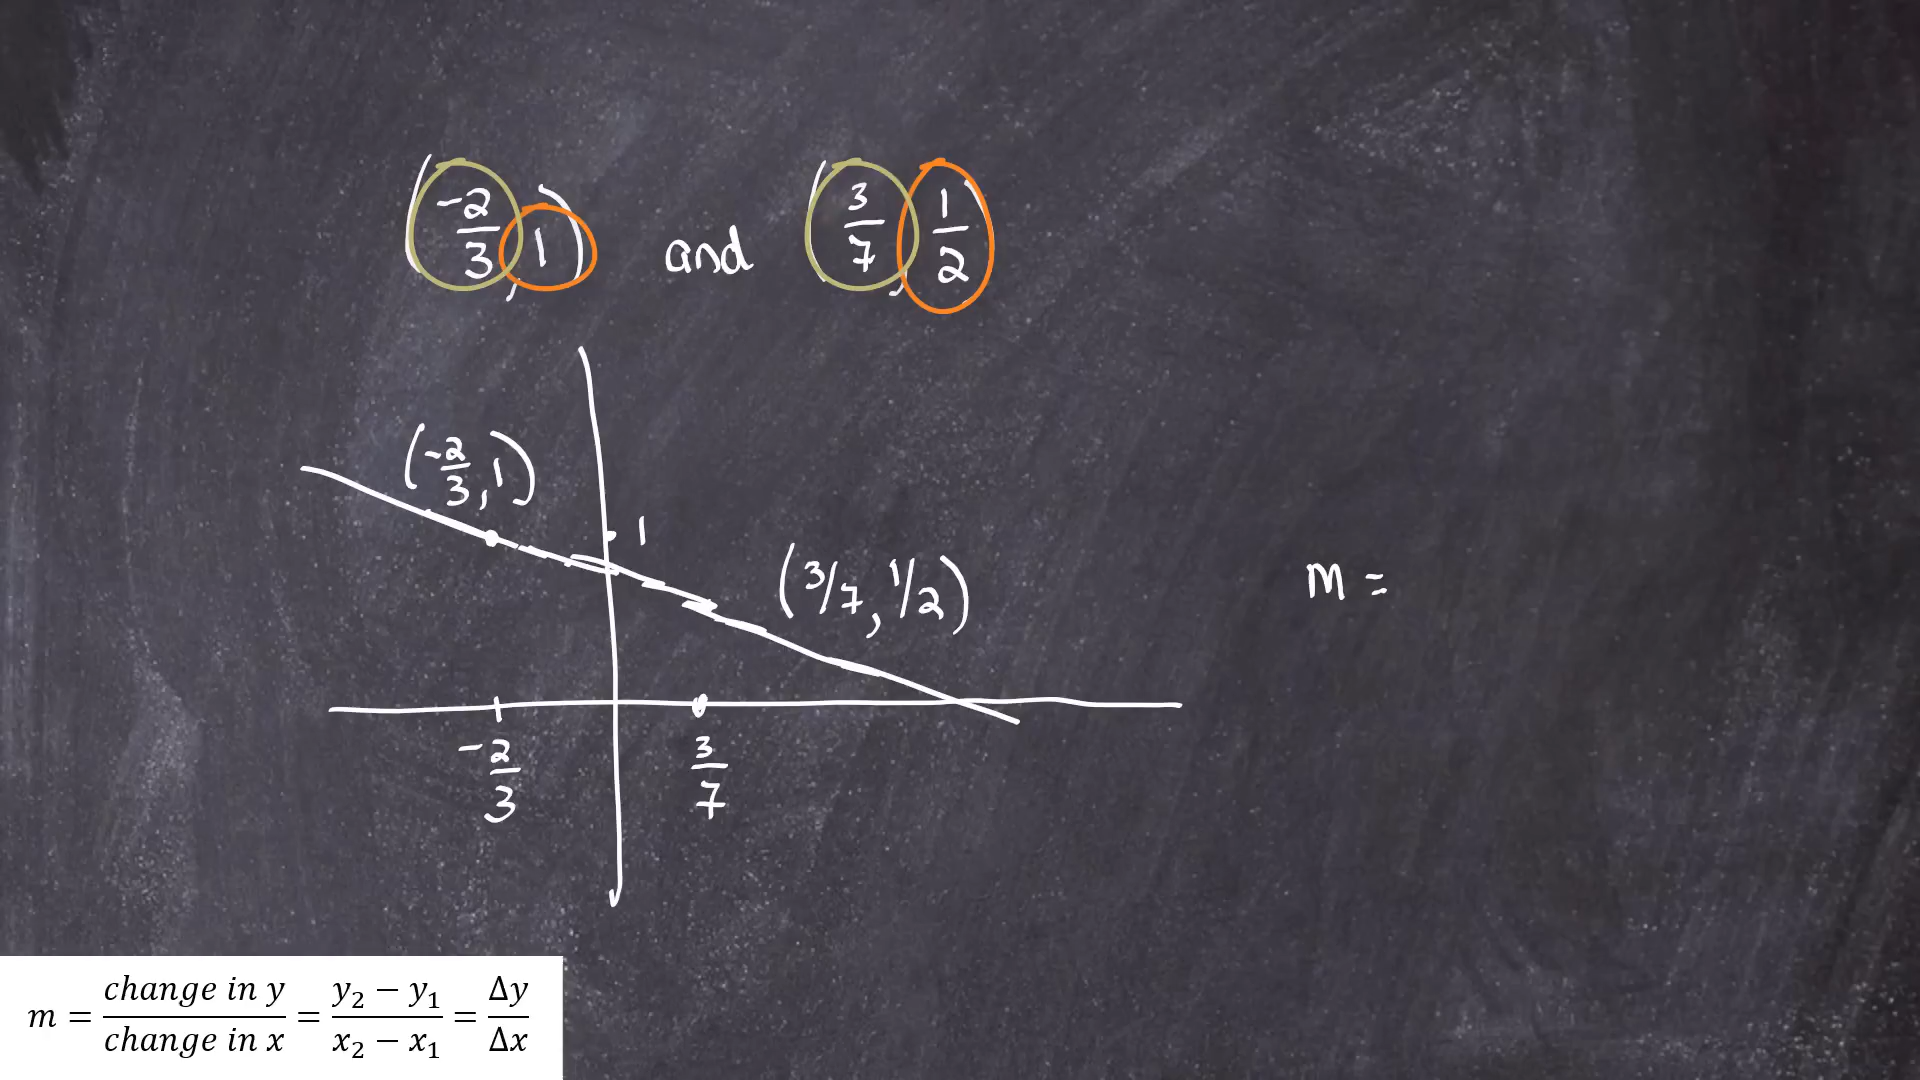 (-2/3, 1) and (3/7, 1/2)
(-2/3, 1)
1
(3/7, 1/2)
m =
-2/3
3/7
m = change in y / change in x = y₂ − y₁ / x₂ − x₁ = Δy / Δx